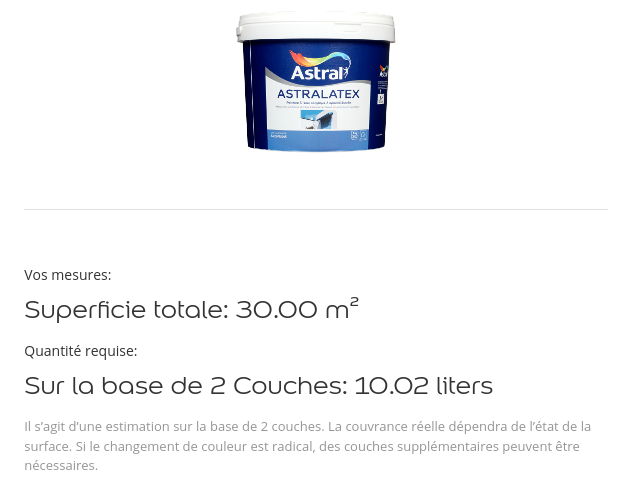 Astral
ASTRALATEX
Vos mesures:
Superficie totale: 30.00 m²
Quantité requise:
Sur la base de 2 Couches: 10.02 liters
Il s’agit d’une estimation sur la base de 2 couches. La couvrance réelle dépendra de l’état de la
surface. Si le changement de couleur est radical, des couches supplémentaires peuvent être
nécessaires.